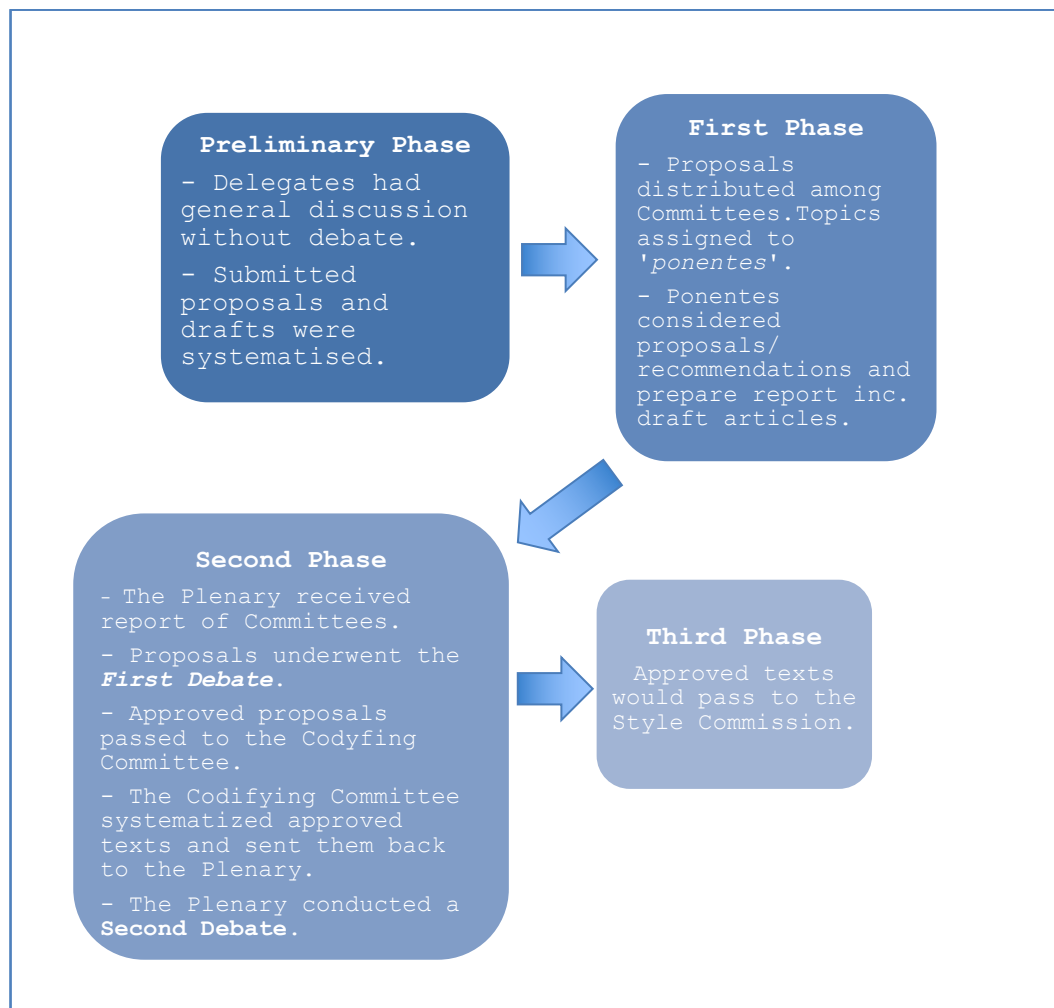 Preliminary Phase
- Delegates had
general discussion
without debate.
- Submitted
proposals and
drafts were
systematised.
First Phase
- Proposals
distributed among
Committees.Topics
assigned to
'ponentes'.
- Ponentes
considered
proposals/
recommendations and
prepare report inc.
draft articles.
Second Phase
- The Plenary received
report of Committees.
- Proposals underwent the
First Debate.
- Approved proposals
passed to the Codyfing
Committee.
- The Codifying Committee
systematized approved
texts and sent them back
to the Plenary.
- The Plenary conducted a
Second Debate.
Third Phase
Approved texts
would pass to the
Style Commission.